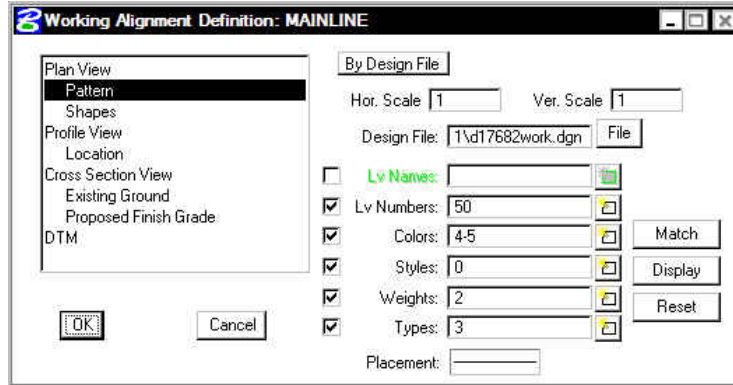 Working Alignment Definition: MAINLINE
Plan View
Pattern
Shapes
Profile View
Location
Cross Section View
Existing Ground
Proposed Finish Grade
DTM
OK
Cancel
By Design File
Hor. Scale 1 Ver. Scale 1
Design File: 1\d17682work.dgn File
Lv Names:
Lv Numbers: 50
Colors: 4-5
Styles: 0
Weights: 2
Types: 3
Placement:
Match
Display
Reset